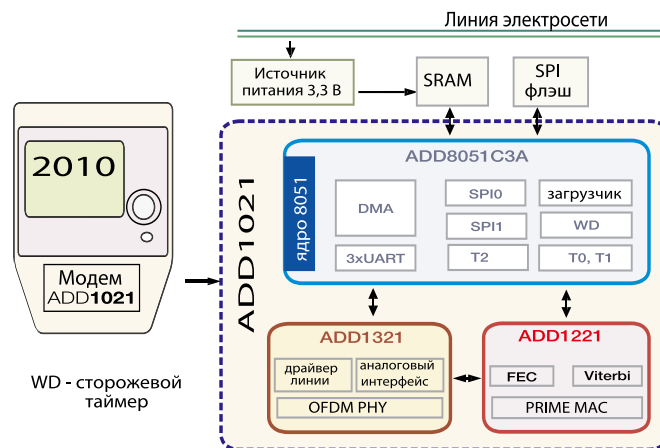 Линия электросети
Источник
питания 3,3 В
SRAM
SPI
флэш
2010
Модем
ADD1021
WD - сторожевой
таймер
ADD1021
ADD8051C3A
ядро 8051
DMA
SPI0
загрузчик
SPI1
WD
3xUART
T2
T0, T1
ADD1321
драйвер
линии
аналоговый
интерфейс
OFDM PHY
ADD1221
FEC
Viterbi
PRIME MAC